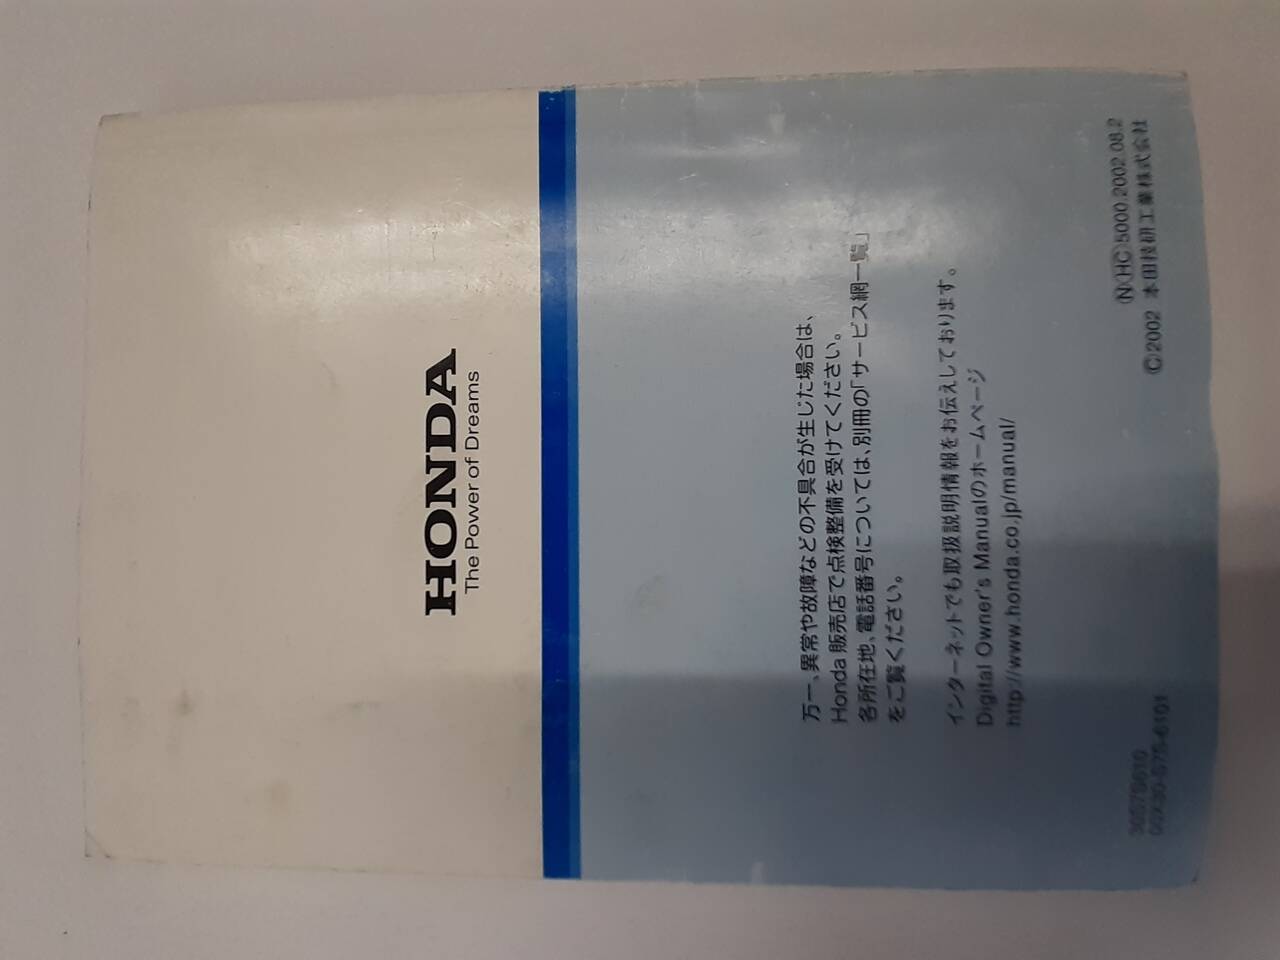 HONDA
The Power of Dreams
万一、異常や故障などの不具合が生じた場合は、
Honda 販売店で点検整備を受けてください。
各所在地、電話番号については、別冊の「サービス網一覧」
をご覧ください。
インターネットでも取扱説明情報をお伝えしております。
Digital Owner's Manualのホームページ
http://www.honda.co.jp/manual/
30S7S610
00X30-S7S-6101
(N)(HC)5000.2002.08.2
©2002 本田技研工業株式会社